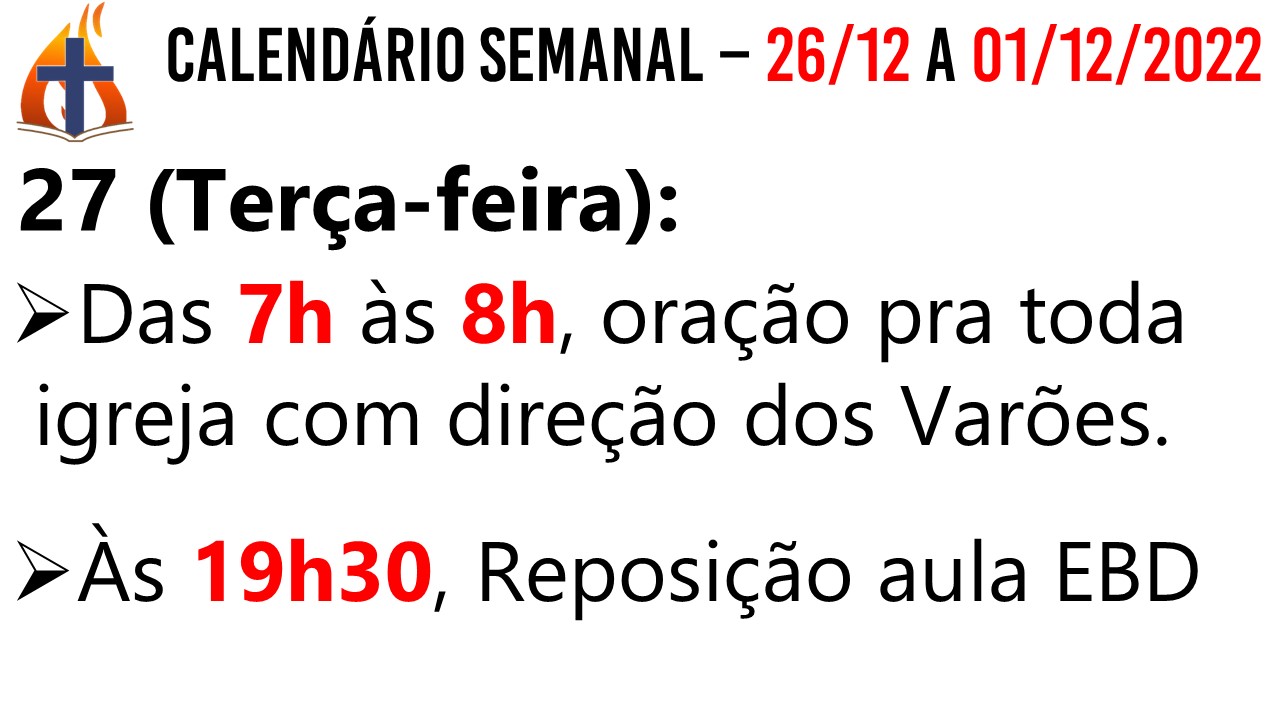 CALENDÁRIO SEMANAL – 26/12 A 01/12/2022
27 (Terça-feira):
➢Das 7h às 8h, oração pra toda
igreja com direção dos Varões.
➢Às 19h30, Reposição aula EBD